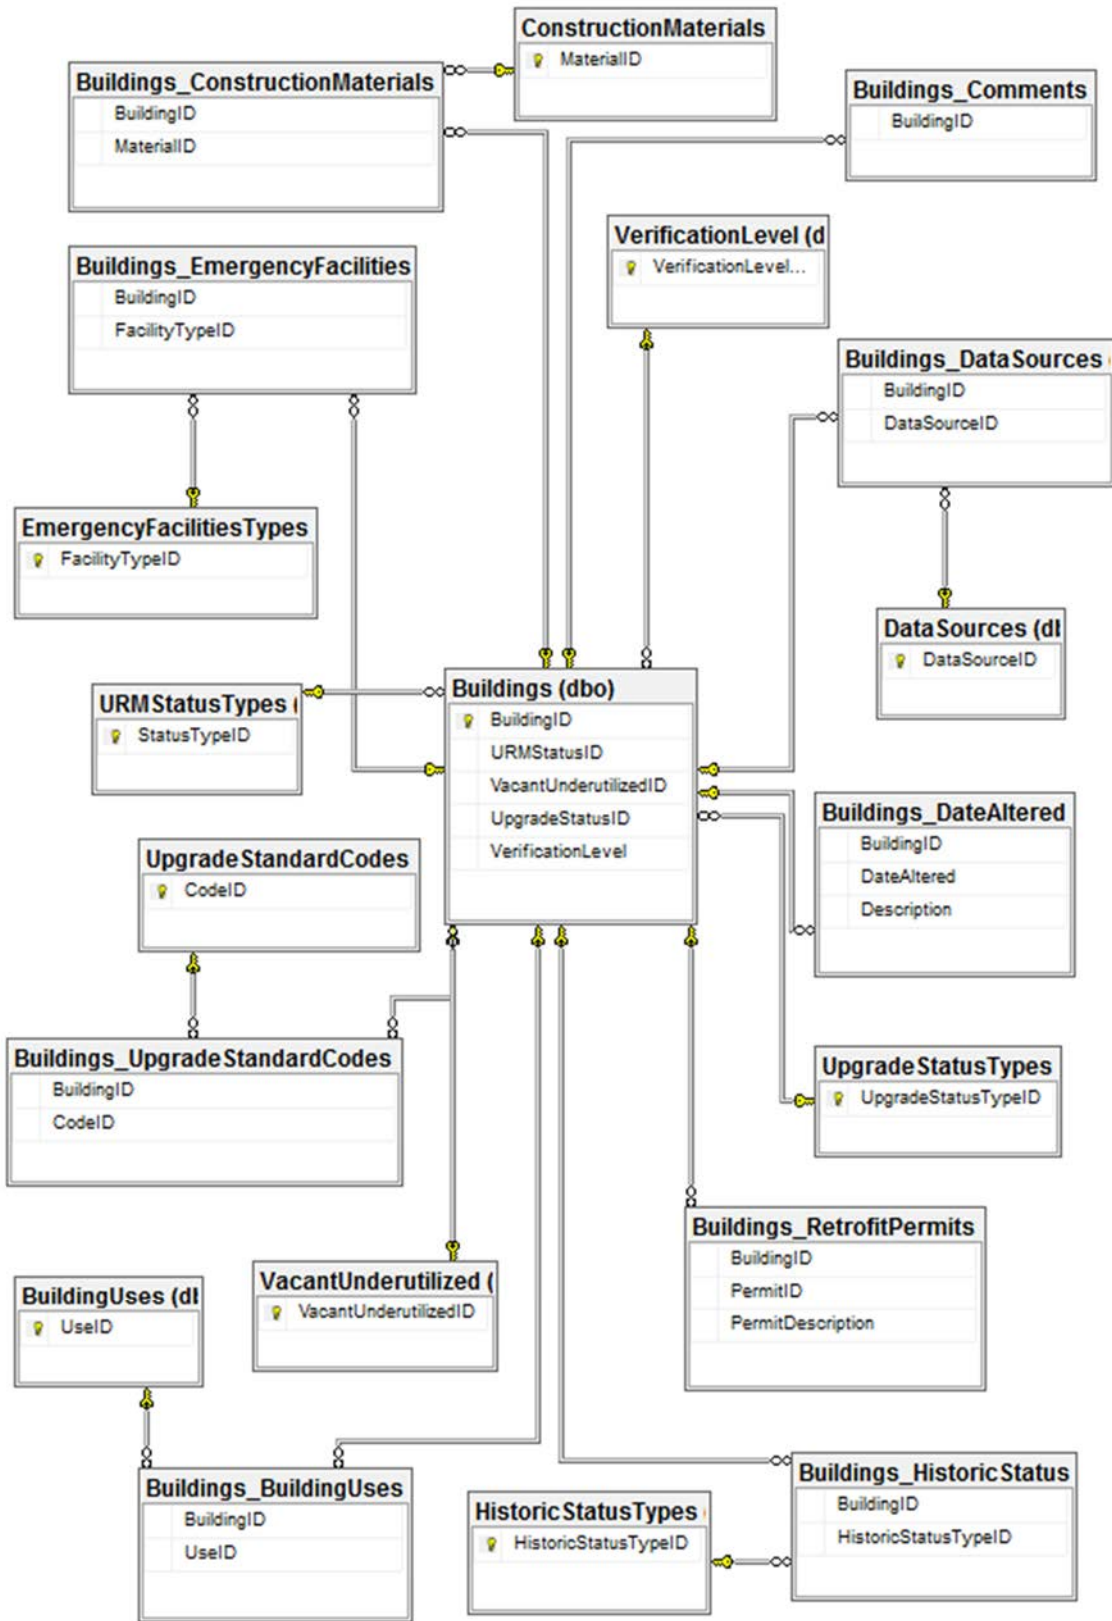 ConstructionMaterials
MaterialID
Buildings_ConstructionMaterials
BuildingID
MaterialID
Buildings_Comments
BuildingID
VerificationLevel (d
VerificationLevel...
Buildings_EmergencyFacilities
BuildingID
FacilityTypeID
Buildings_DataSources (
BuildingID
DataSourceID
EmergencyFacilitiesTypes
FacilityTypeID
DataSources (dl
DataSourceID
URMStatusTypes (
StatusTypeID
Buildings (dbo)
BuildingID
URMStatusID
VacantUnderutilizedID
UpgradeStatusID
VerificationLevel
Buildings_DateAltered
BuildingID
DateAltered
Description
UpgradeStandardCodes
CodeID
Buildings_UpgradeStandardCodes
BuildingID
CodeID
UpgradeStatusTypes
UpgradeStatusTypeID
Buildings_RetrofitPermits
BuildingID
PermitID
PermitDescription
VacantUnderutilized (
VacantUnderutilizedID
BuildingUses (dl
UseID
Buildings_BuildingUses
BuildingID
UseID
HistoricStatusTypes (
HistoricStatusTypeID
Buildings_HistoricStatus
BuildingID
HistoricStatusTypeID